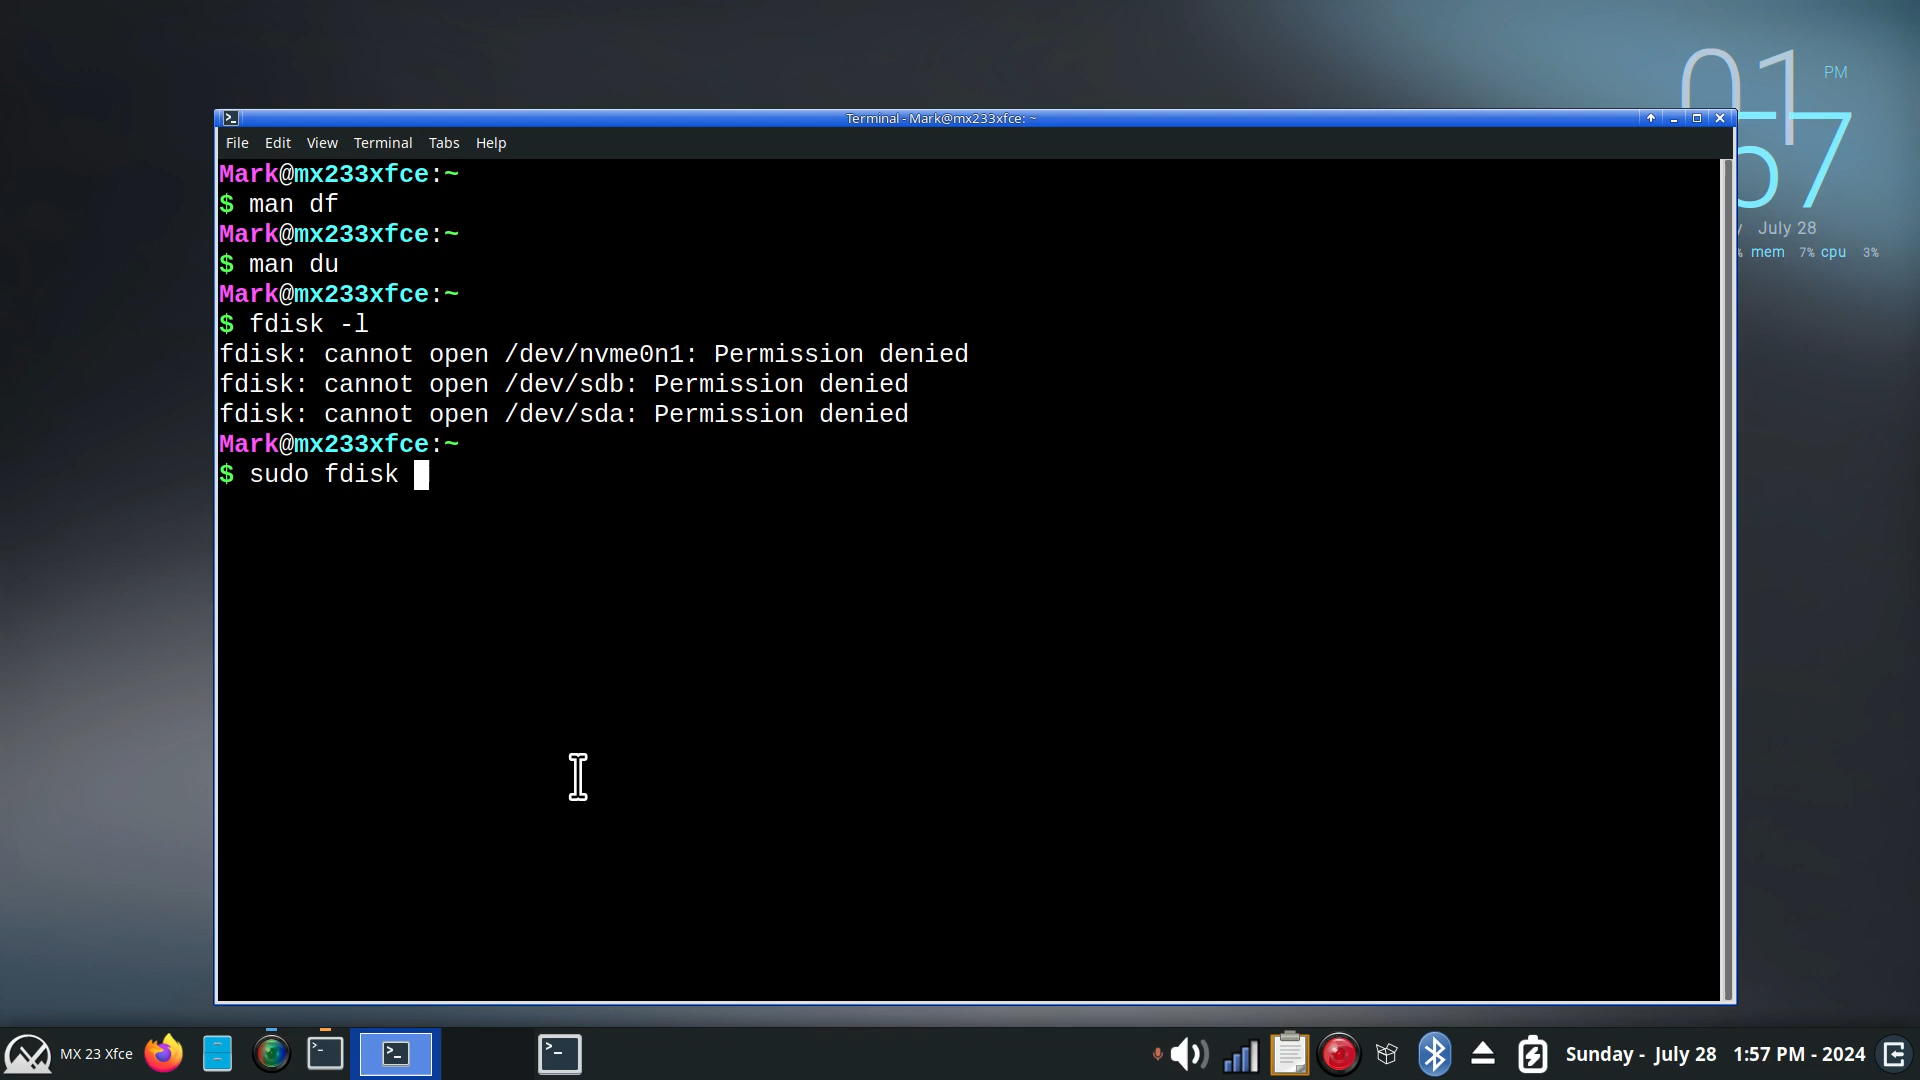 01 PM
57
y July 28
% mem 7% cpu 3%
Terminal - Mark@mx233xfce: ~
File Edit View Terminal Tabs Help
Mark@mx233xfce:~
$ man df
Mark@mx233xfce:~
$ man du
Mark@mx233xfce:~
$ fdisk -l
fdisk: cannot open /dev/nvme0n1: Permission denied
fdisk: cannot open /dev/sdb: Permission denied
fdisk: cannot open /dev/sda: Permission denied
Mark@mx233xfce:~
$ sudo fdisk
MX 23 Xfce
Sunday - July 28 1:57 PM - 2024